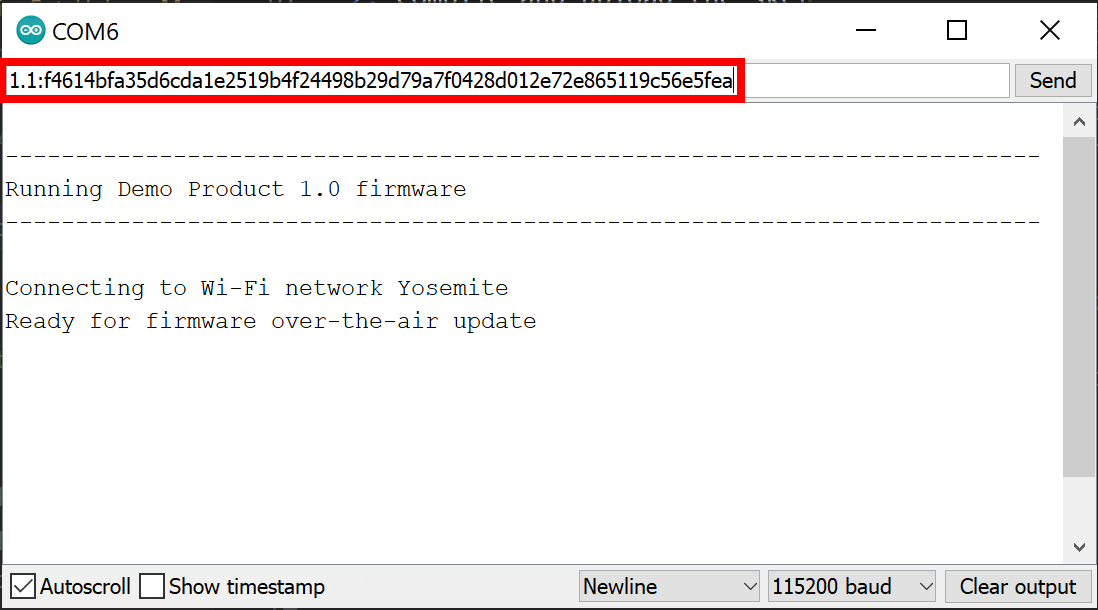 COM6
1.1:f4614bfa35d6cda1e2519b4f24498b29d79a7f0428d012e72e865119c56e5fea
Send
-------------------------------------------------------------------------
Running Demo Product 1.0 firmware
-------------------------------------------------------------------------
Connecting to Wi-Fi network Yosemite
Ready for firmware over-the-air update
Autoscroll Show timestamp Newline 115200 baud Clear output